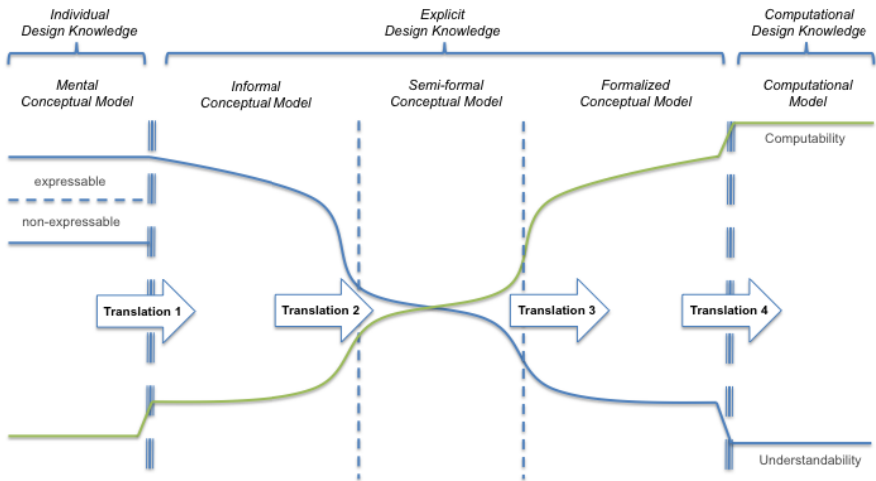 Individual
Design Knowledge
Explicit
Design Knowledge
Computational
Design Knowledge
Mental
Conceptual Model
Informal
Conceptual Model
Semi-formal
Conceptual Model
Formalized
Conceptual Model
Computational
Model
Computability
expressable
non-expressable
Translation 1
Translation 2
Translation 3
Translation 4
Understandability